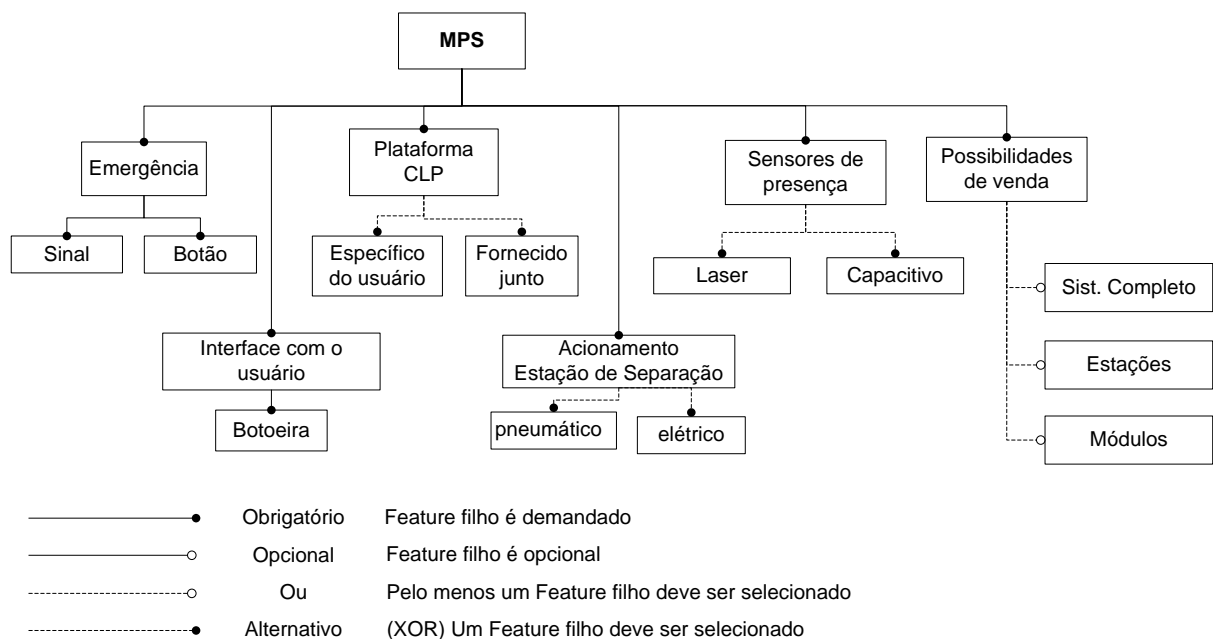 MPS
Emergência
Sinal
Botão
Plataforma
CLP
Específico
do usuário
Fornecido
junto
Sensores de
presença
Laser
Capacitivo
Possibilidades
de venda
Sist. Completo
Estações
Módulos
Interface com o
usuário
Botoeira
Acionamento
Estação de Separação
pneumático
elétrico
Obrigatório Feature filho é demandado
Opcional Feature filho é opcional
Ou Pelo menos um Feature filho deve ser selecionado
Alternativo (XOR) Um Feature filho deve ser selecionado